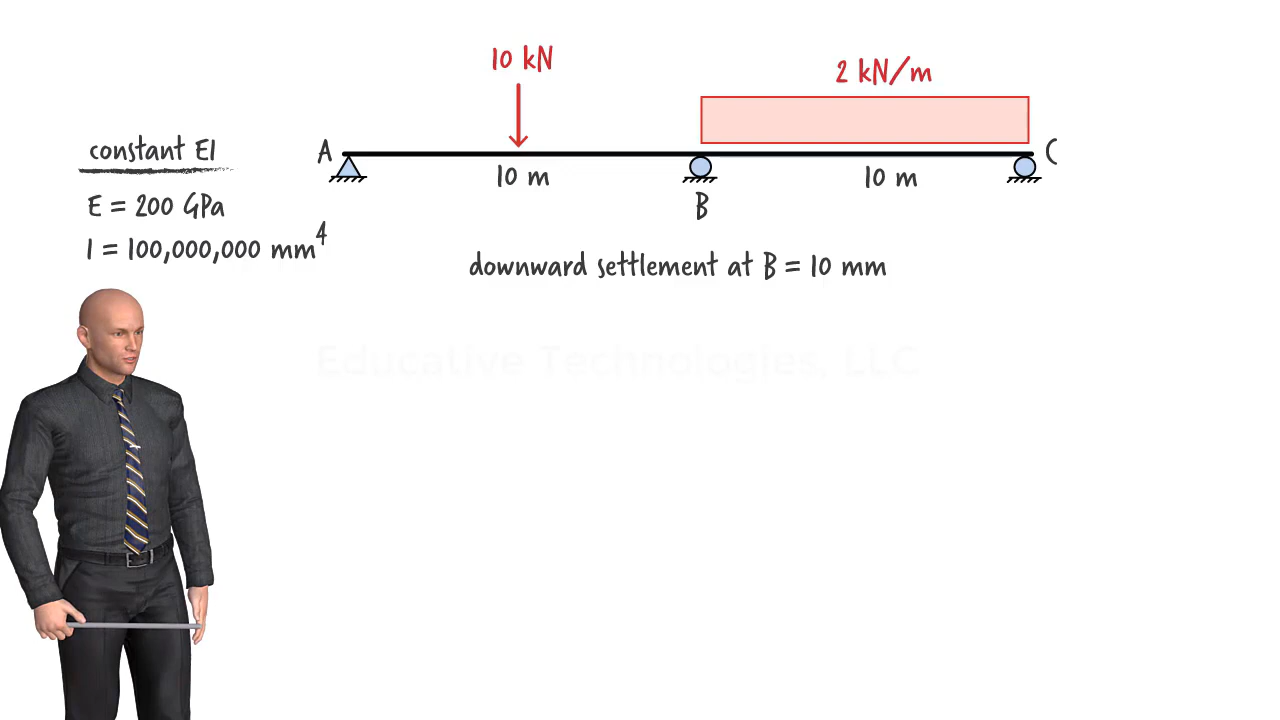 10 kN
2 kN/m
constant EI
A
C
10 m
10 m
E = 200 GPa
B
I = 100,000,000 mm⁴
downward settlement at B = 10 mm
Educative Technologies, LLC